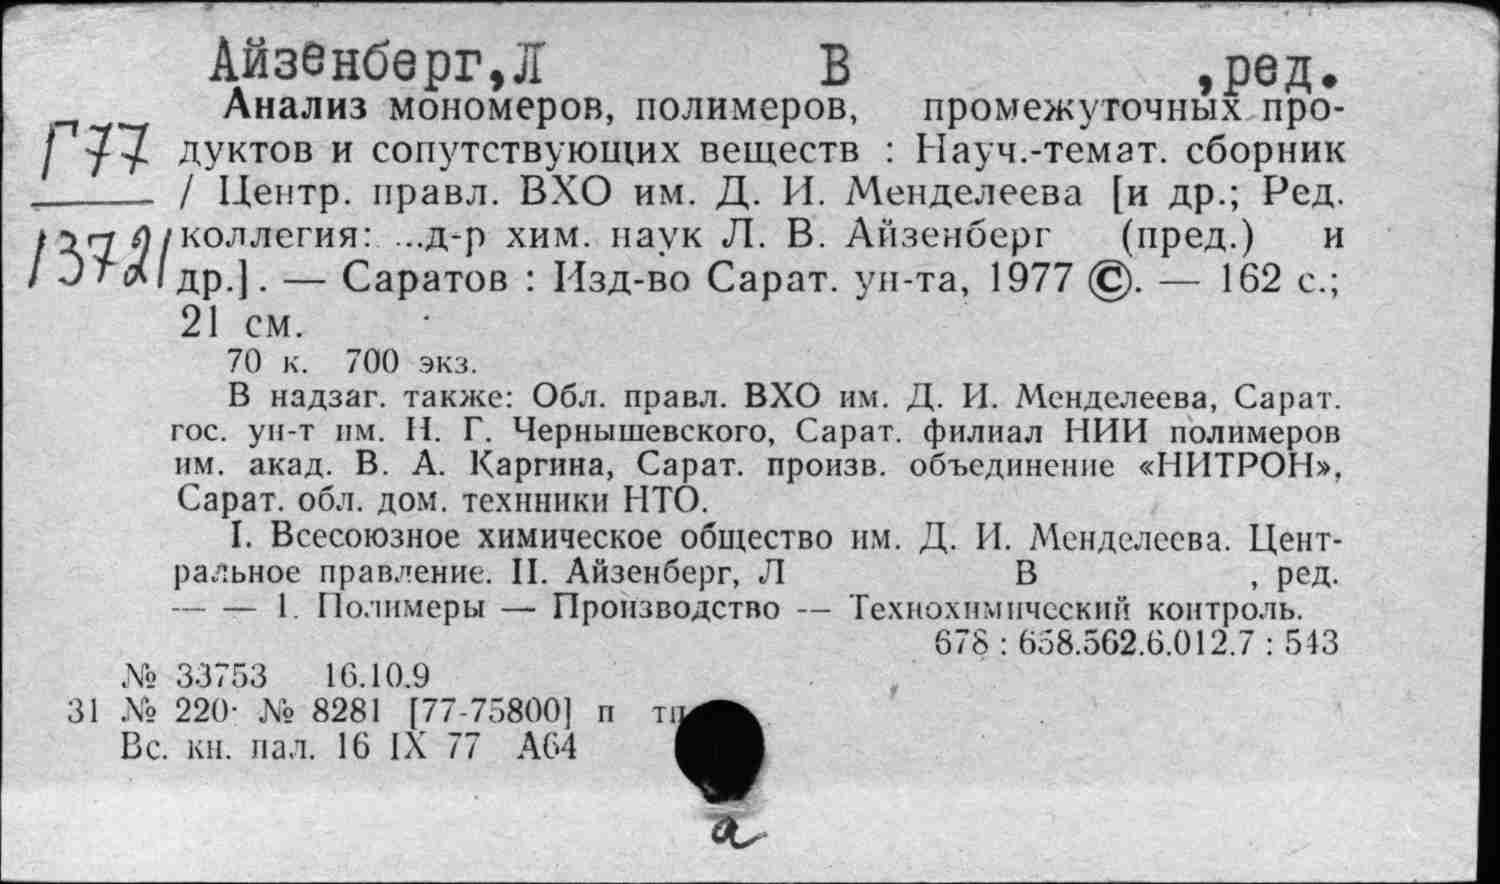 Айзенберг,Л В ,ред.
Анализ мономеров, полимеров, промежуточных про-
Г77 дуктов и сопутствующих веществ : Науч.-темат. сборник
/ Центр. правл. ВХО им. Д. И. Менделеева [и др.; Ред.
коллегия: ...д-р хим. наук Л. В. Айзенберг (пред.) и
др.]. — Саратов : Изд-во Сарат. ун-та, 1977 ©. — 162 с.;
21 см.
70 к. 700 экз.
В надзаг. также: Обл. правл. ВХО им. Д. И. Менделеева, Сарат.
гос. ун-т им. Н. Г. Чернышевского, Сарат. филиал НИИ полимеров
им. акад. В. А. Каргина, Сарат. произв. объединение «НИТРОН»,
Сарат. обл. дом. технники НТО.
I. Всесоюзное химическое общество им. Д. И. Менделеева. Цент-
ральное правление. II. Айзенберг, Л В , ред.
— — 1. Полимеры — Производство — Технохимический контроль.
678 : 658.562.6.012.7 : 543
№ 33753 16.10.9
31 № 220· № 8281 [77-75800] п
Вс. кн. пал. 16 IX 77 А64
а